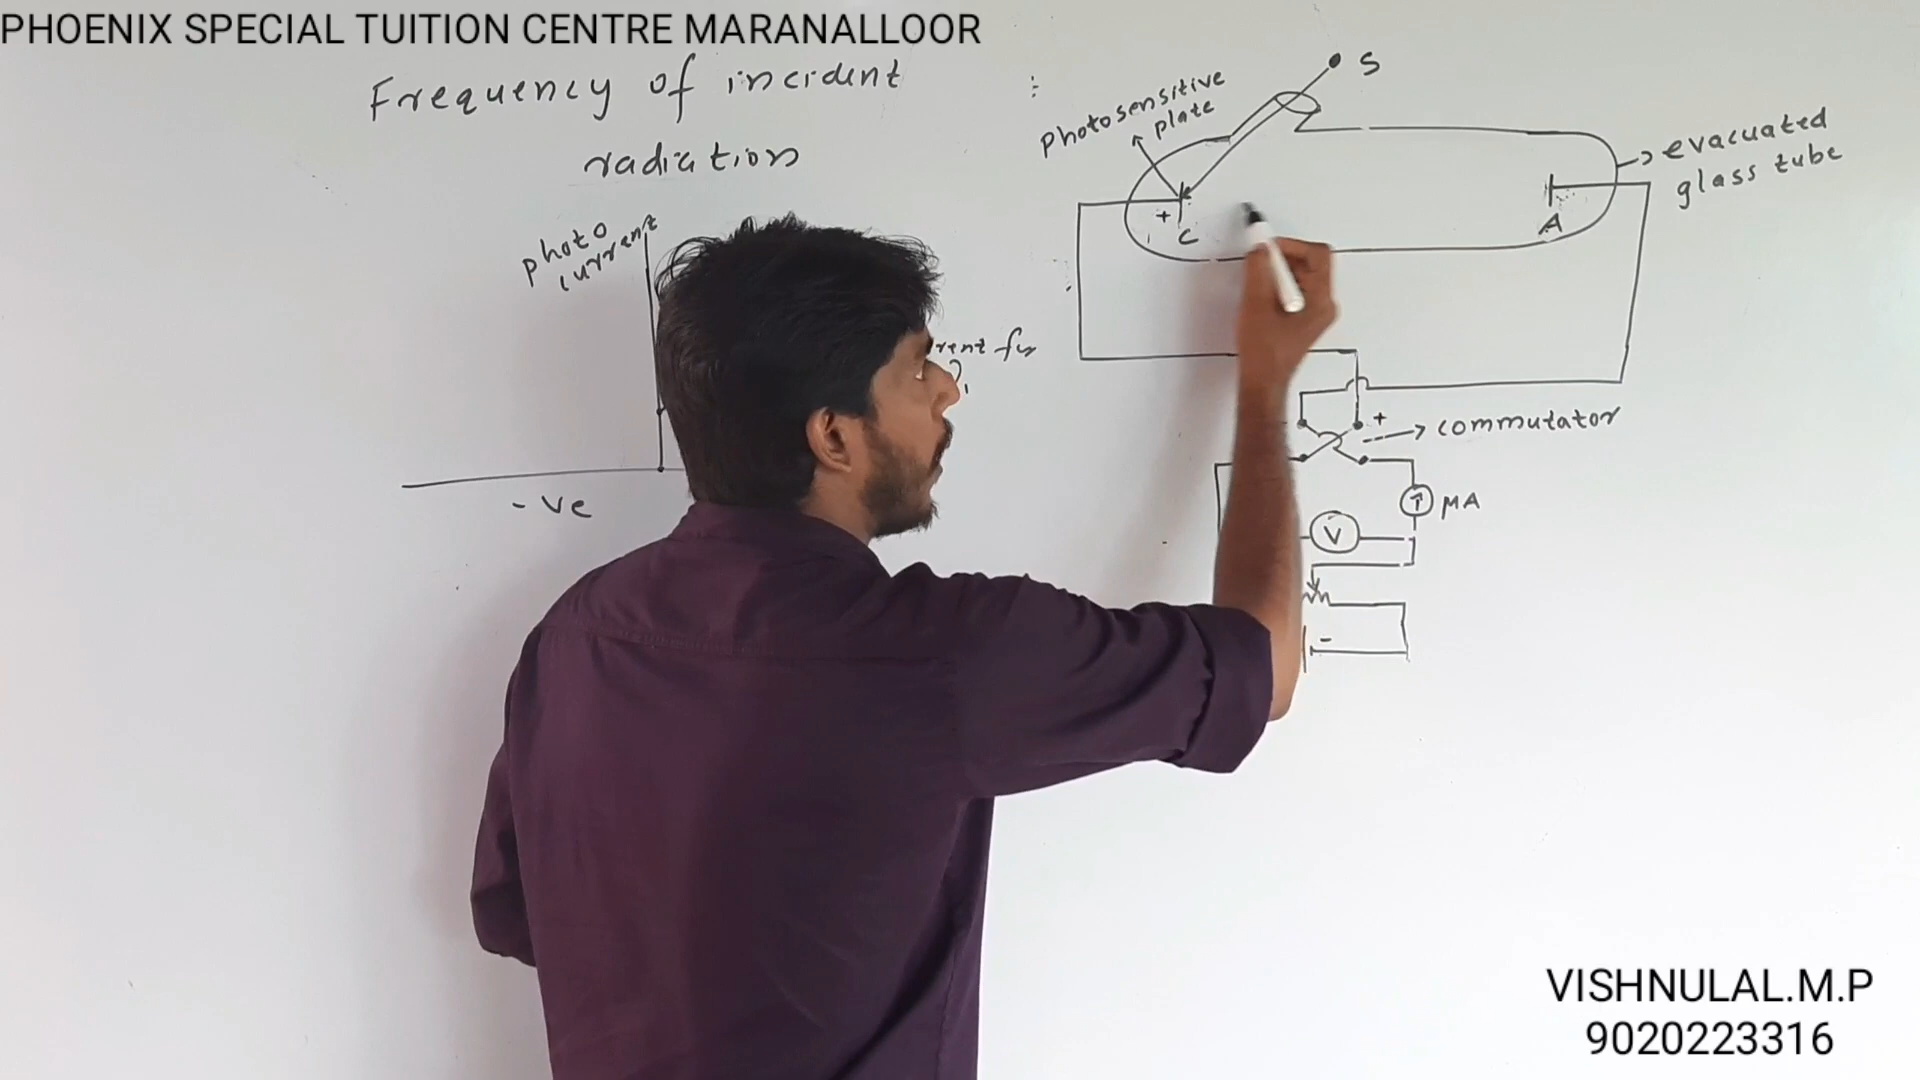 PHOENIX SPECIAL TUITION CENTRE MARANALLOOR
Frequency of incident
radiation
photo
current
- ve
S
photosensitive
plate
evacuated
glass tube
+
C
A
+
commutator
μA
V
-
VISHNULAL.M.P
9020223316